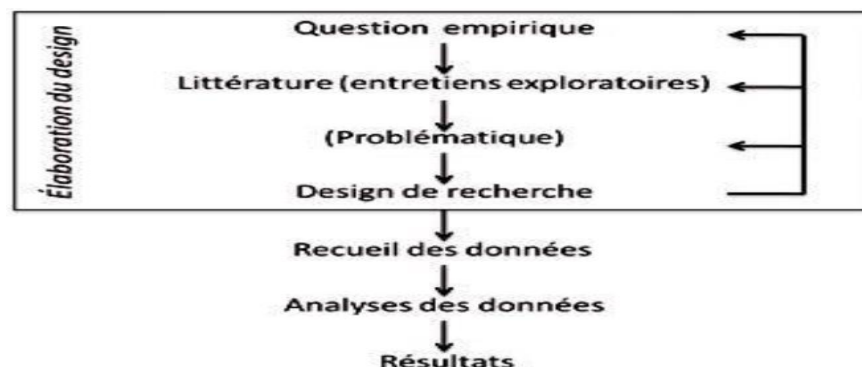 Élaboration du design
Question empirique
Littérature (entretiens exploratoires)
(Problématique)
Design de recherche
Recueil des données
Analyses des données
Résultats